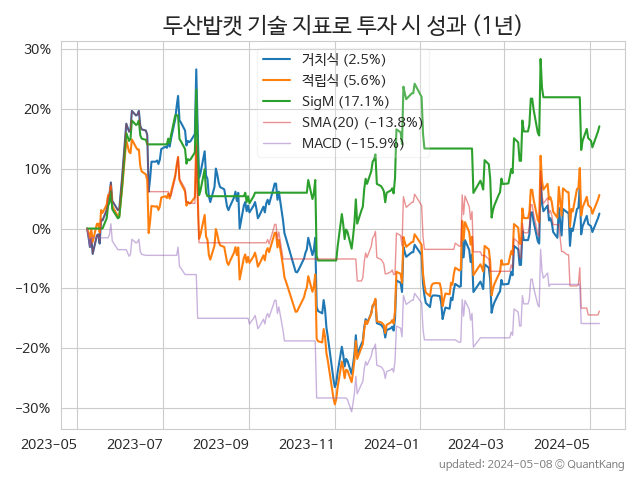 두산밥캣 기술 지표로 투자 시 성과 (1년)
거치식 (2.5%)
적립식 (5.6%)
SigM (17.1%)
SMA(20) (−13.8%)
MACD (−15.9%)
30%
20%
10%
0%
−10%
−20%
−30%
2023-05 2023-07 2023-09 2023-11 2024-01 2024-03 2024-05
updated: 2024-05-08 © QuantKang